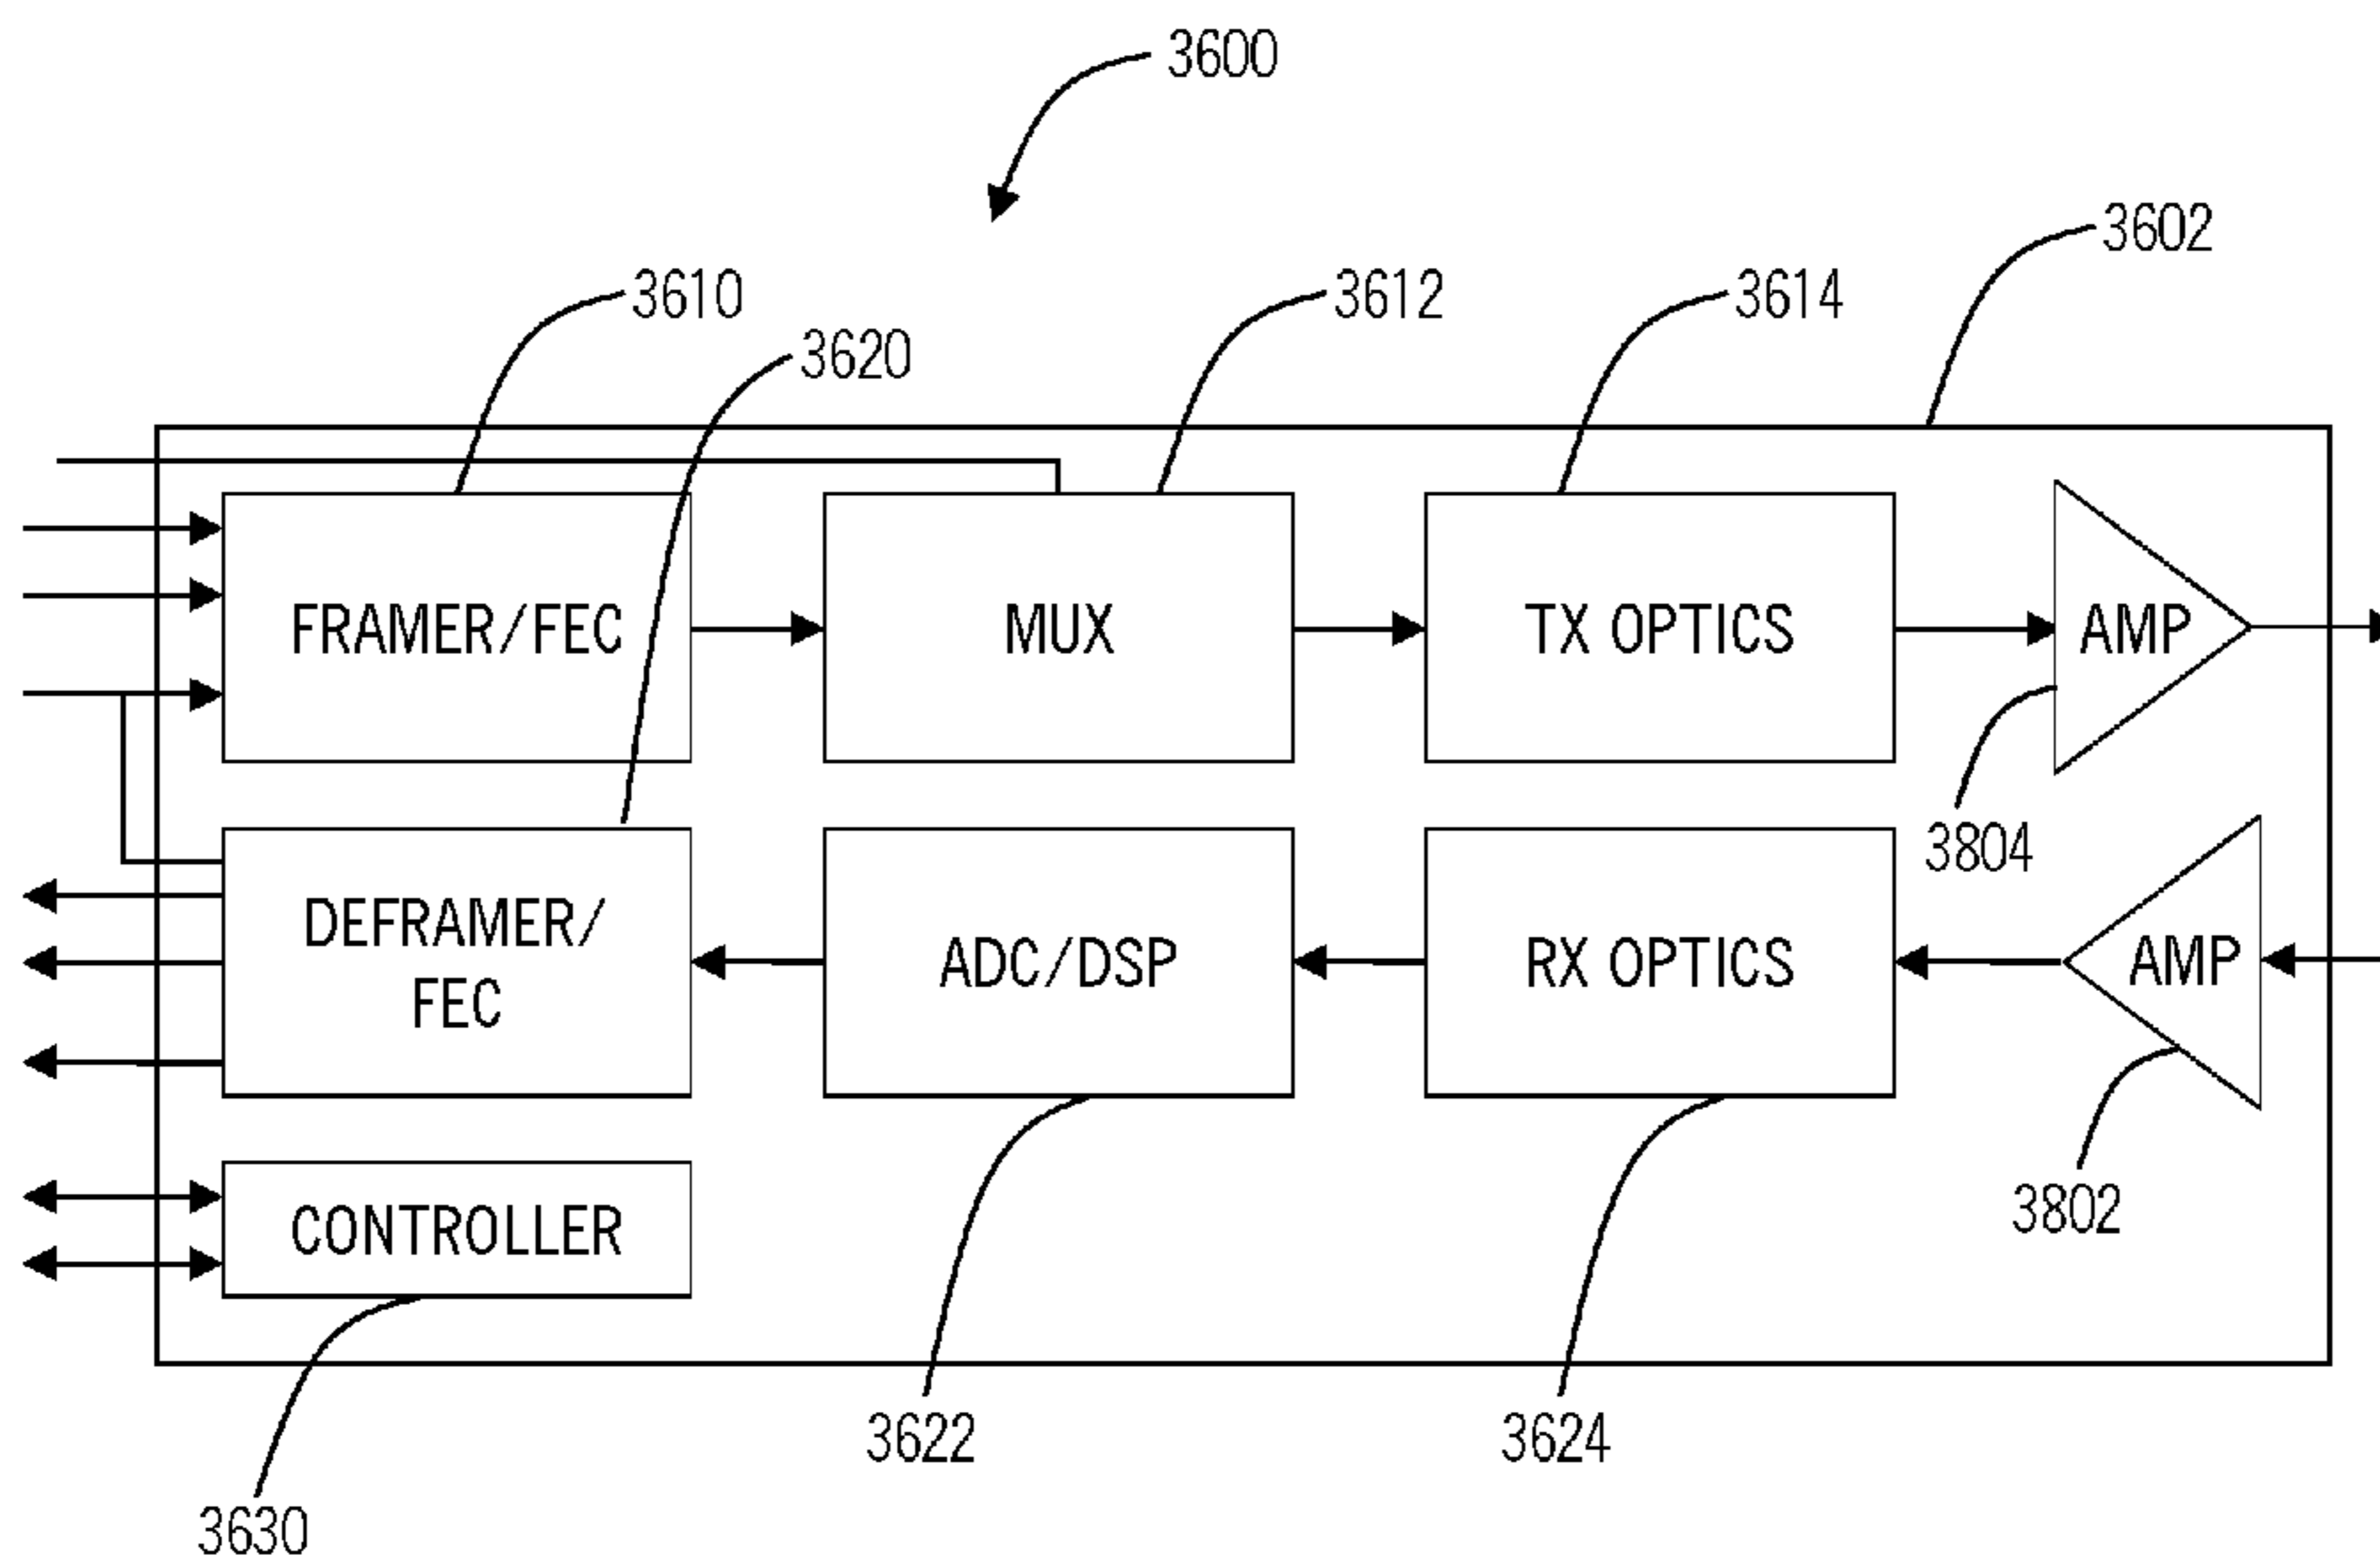 3600
3602
3610
3612
3614
3620
FRAMER/FEC
MUX
TX OPTICS
AMP
3804
DEFRAMER/
FEC
ADC/DSP
RX OPTICS
AMP
3802
CONTROLLER
3622
3624
3630